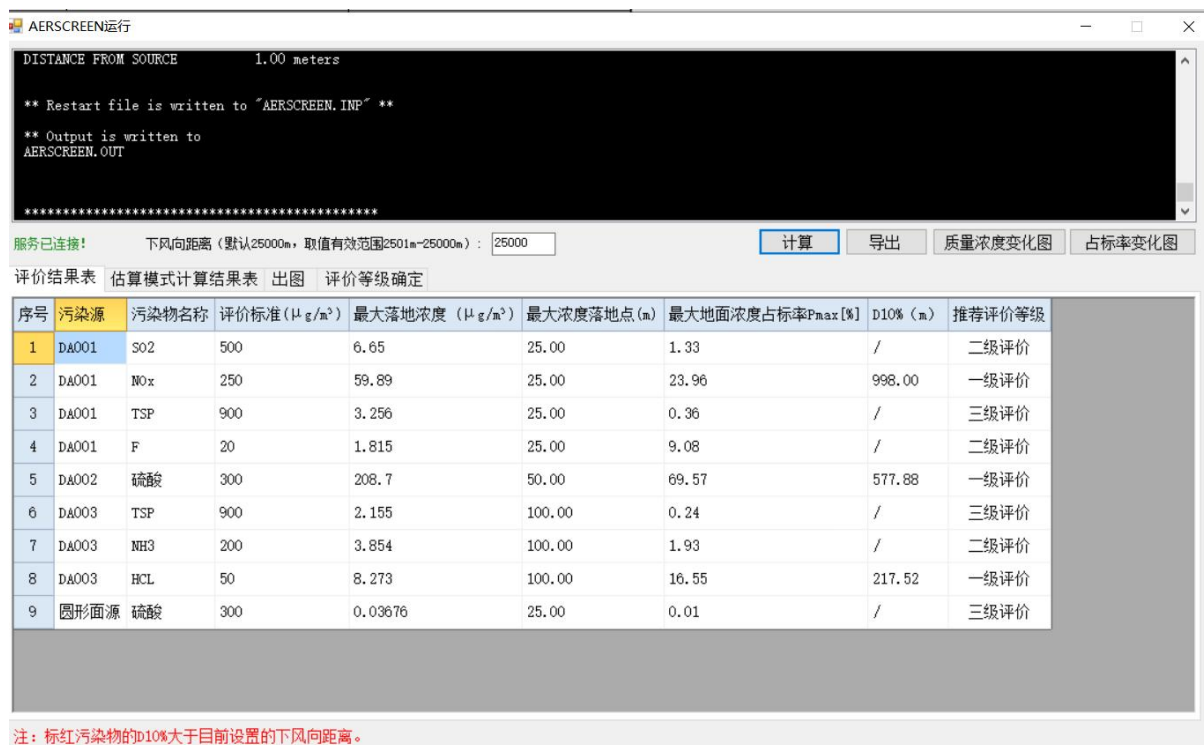 AERSCREEN运行
DISTANCE FROM SOURCE 1.00 meters
** Restart file is written to "AERSCREEN.INP" **
** Output is written to
AERSCREEN.OUT
**********************************************
服务已连接! 下风向距离(默认25000m,取值有效范围2501m-25000m): 25000 计算 导出 质量浓度变化图 占标率变化图
评价结果表 估算模式计算结果表 出图 评价等级确定
序号 污染源 污染物名称 评价标准(μg/m³) 最大落地浓度 (μg/m³) 最大浓度落地点(m) 最大地面浓度占标率Pmax[%] D10% (m) 推荐评价等级
1 DA001 SO2 500 6.65 25.00 1.33 / 二级评价
2 DA001 NOx 250 59.89 25.00 23.96 998.00 一级评价
3 DA001 TSP 900 3.256 25.00 0.36 / 三级评价
4 DA001 F 20 1.815 25.00 9.08 / 二级评价
5 DA002 硫酸 300 208.7 50.00 69.57 577.88 一级评价
6 DA003 TSP 900 2.155 100.00 0.24 / 三级评价
7 DA003 NH3 200 3.854 100.00 1.93 / 二级评价
8 DA003 HCL 50 8.273 100.00 16.55 217.52 一级评价
9 圆形面源 硫酸 300 0.03676 25.00 0.01 / 三级评价
注:标红污染物的D10%大于目前设置的下风向距离。